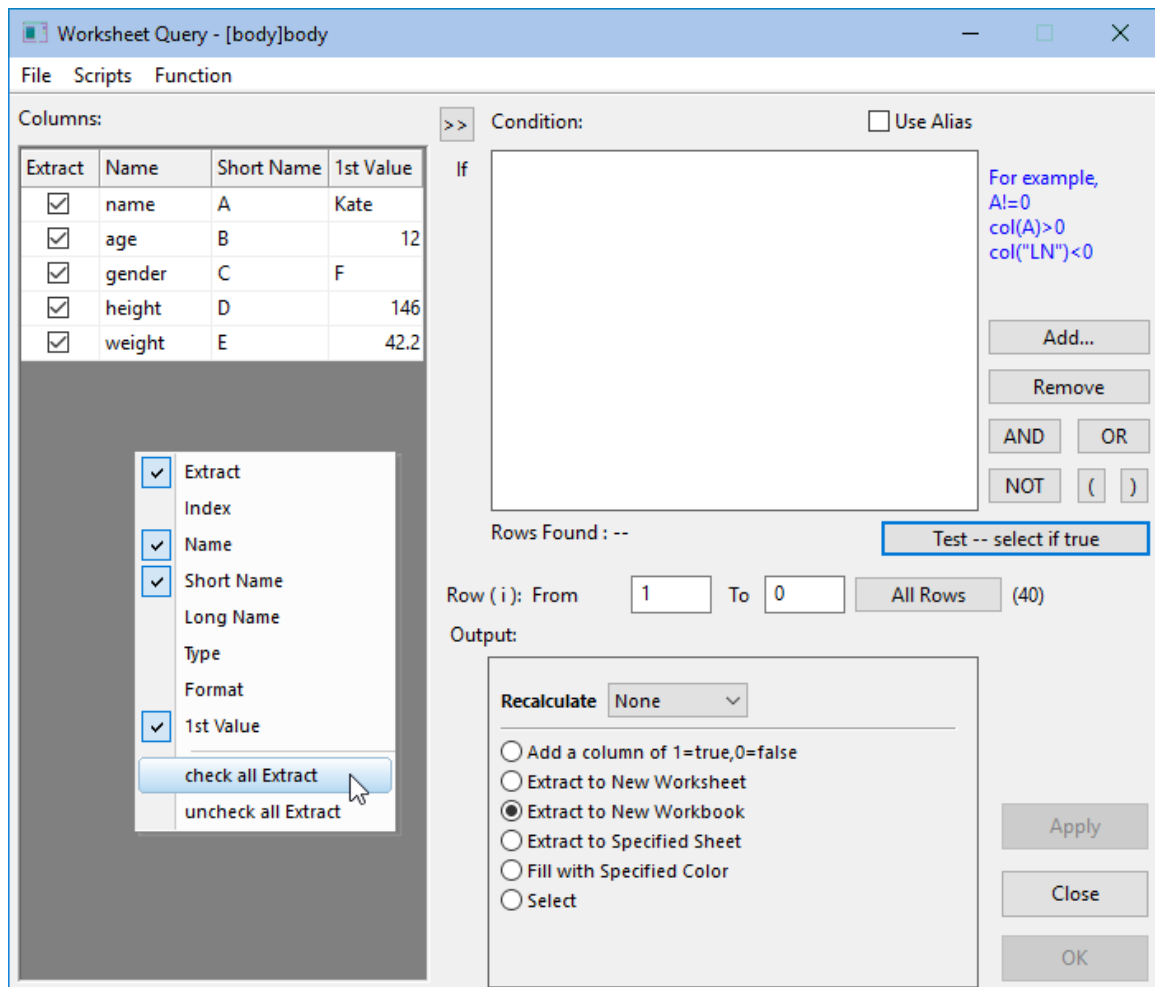 Worksheet Query - [body]body
File Scripts Function
Columns:
Extract Name Short Name 1st Value
name A Kate
age B 12
gender C F
height D 146
weight E 42.2
Extract
Index
Name
Short Name
Long Name
Type
Format
1st Value
check all Extract
uncheck all Extract
>> Condition: Use Alias
If
For example,
A!=0
col(A)>0
col("LN")<0
Add...
Remove
AND OR
NOT ( )
Rows Found : --
Test -- select if true
Row ( i ): From 1 To 0 All Rows (40)
Output:
Recalculate None
Add a column of 1=true,0=false
Extract to New Worksheet
Extract to New Workbook
Extract to Specified Sheet
Fill with Specified Color
Select
Apply
Close
OK